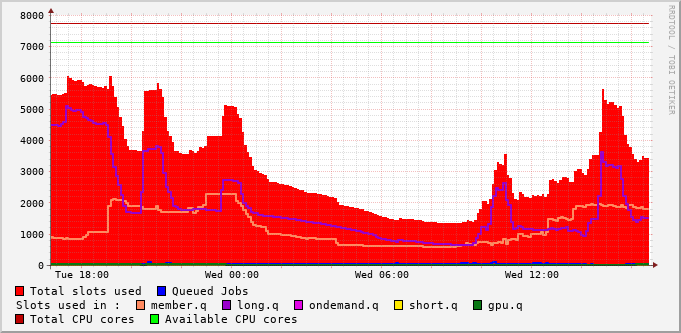 8000
7000
6000
5000
4000
3000
2000
1000
0
Tue 18:00 Wed 00:00 Wed 06:00 Wed 12:00
RRDTOOL / TOBI OETIKER
Total slots used Queued Jobs
Slots used in : member.q long.q ondemand.q short.q gpu.q
Total CPU cores Available CPU cores